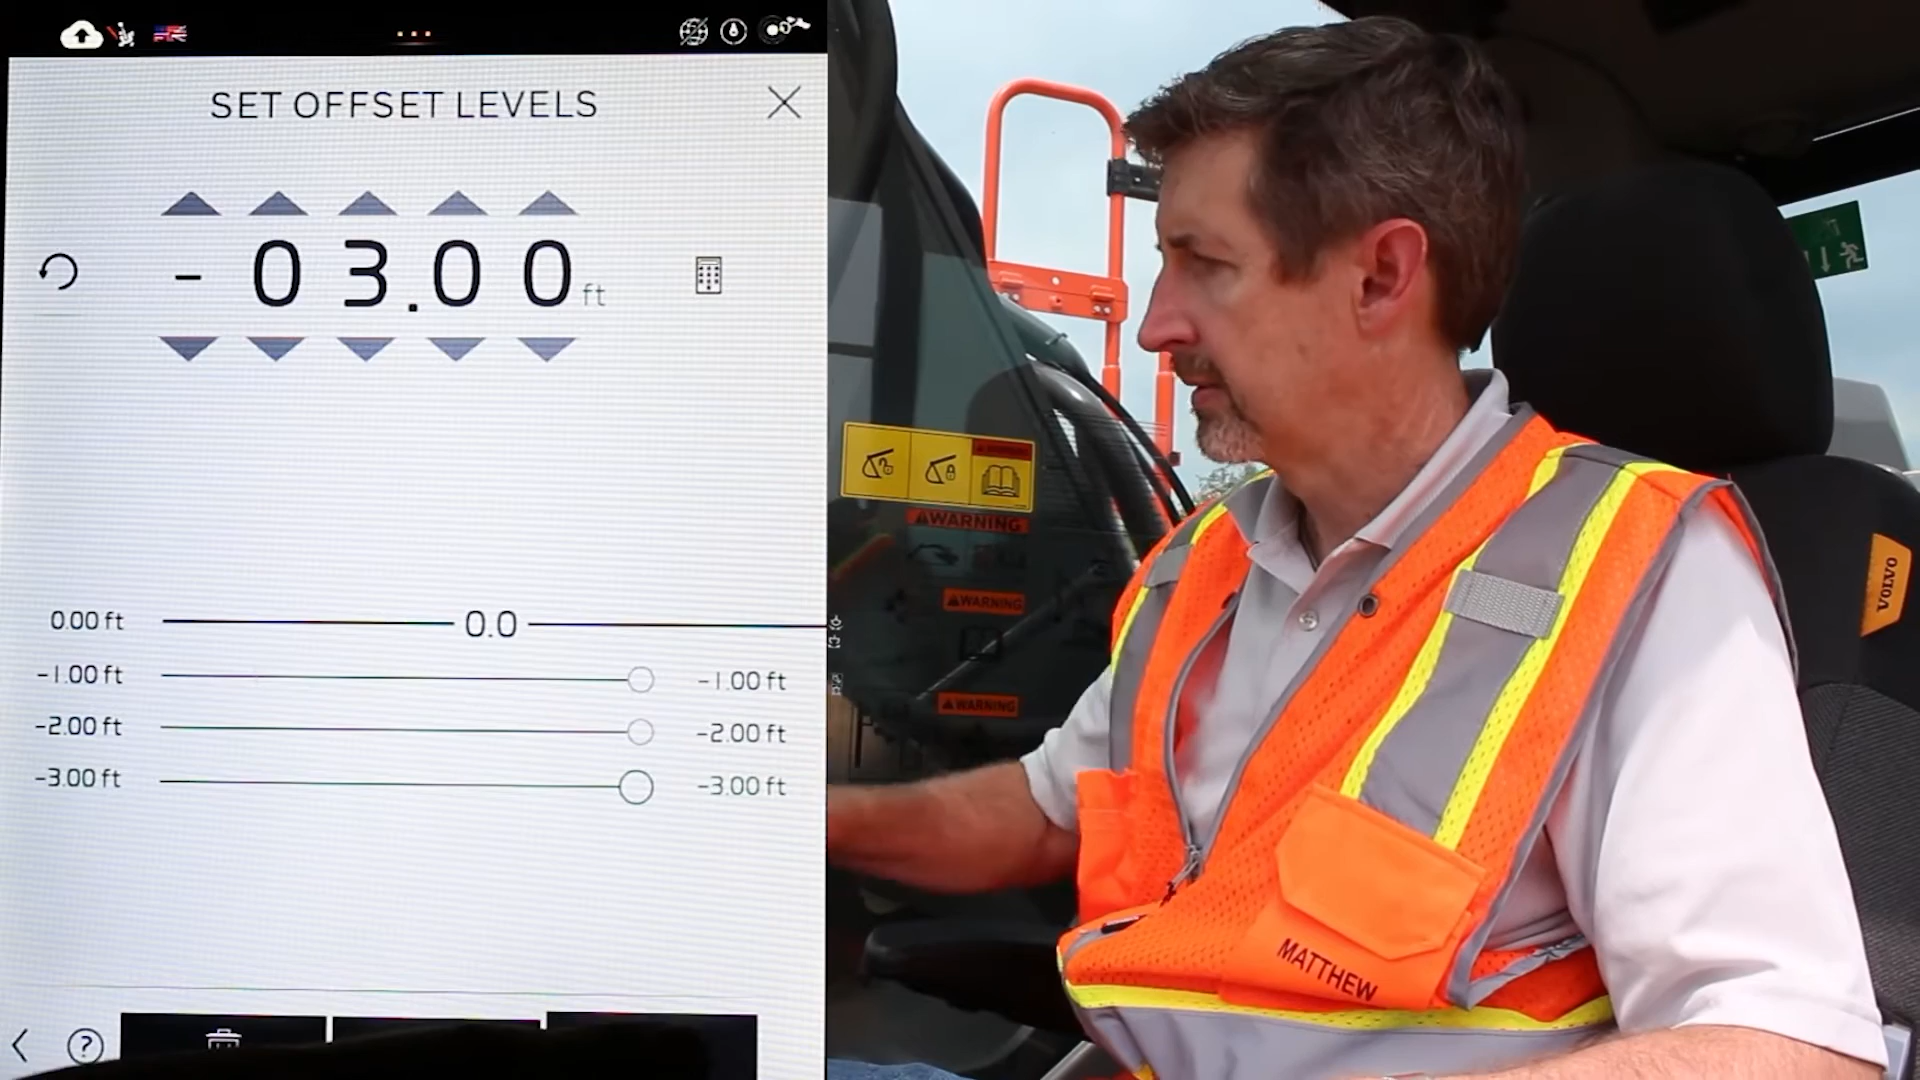 SET OFFSET LEVELS
- 03.00 ft
0.00 ft 0.0
-1.00 ft -1.00 ft
-2.00 ft -2.00 ft
-3.00 ft -3.00 ft
?
WARNING
WARNING
WARNING
MATTHEW
VOLVO